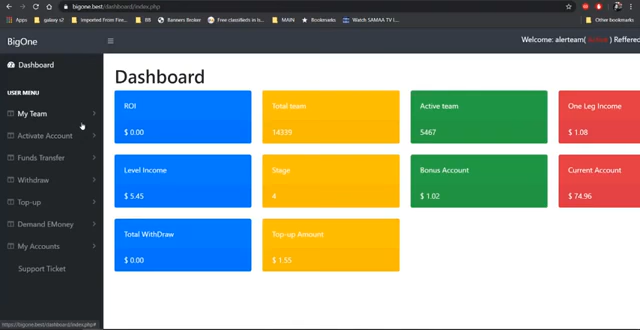 bigone.best/dashboard/index.php
Apps
galaxy s7
Imported From Fire...
RR
Banners Broker
Free classifieds in t...
MAIN
Bookmarks
Watch: SAMAA TV L...
Other bookmarks
BigOne
Welcome: alerteam( Active ) Reffere
Dashboard
USER MENU
My Team
Activate Account
Funds Transfer
Withdraw
Top-up
Demand EMoney
My Accounts
Support Ticket
Dashboard
ROI
$ 0.00
Total team
14339
Active team
5467
One Leg Income
$ 1.08
Level Income
$ 5.45
Stage
4
Bonus Account
$ 1.02
Current Account
$ 74.96
Total WithDraw
$ 0.00
Top-up Amount
$ 1.55
https://bigone.best/dashboard/index.php#